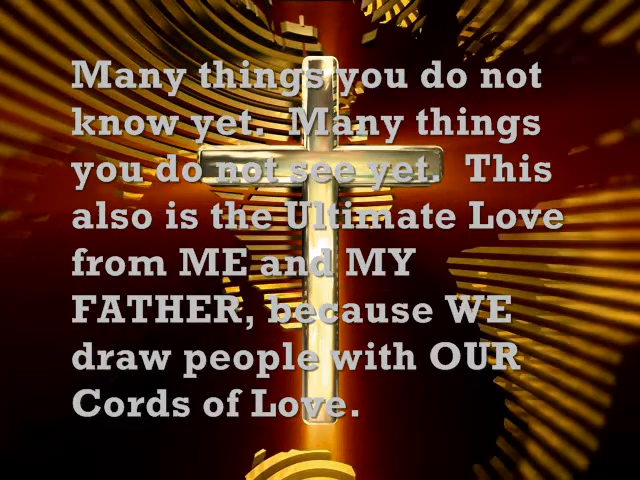 Many things you do not
know yet.  Many things
you do not see yet.  This
also is the Ultimate Love
from ME and MY
FATHER, because WE
draw people with OUR
Cords of Love.